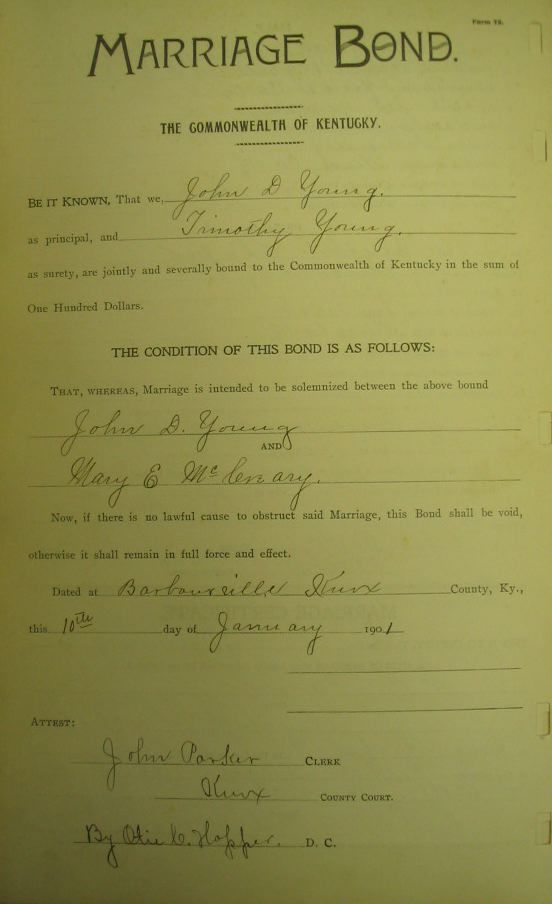 Form 75.
MARRIAGE BOND.
THE COMMONWEALTH OF KENTUCKY.
BE IT KNOWN, That we, John D Young.
as principal, and Timothy Young.
as surety, are jointly and severally bound to the Commonwealth of Kentucky in the sum of
One Hundred Dollars.
THE CONDITION OF THIS BOND IS AS FOLLOWS:
THAT, WHEREAS, Marriage is intended to be solemnized between the above bound
John D. Young
AND
Mary E Mc Creary.
Now, if there is no lawful cause to obstruct said Marriage, this Bond shall be void,
otherwise it shall remain in full force and effect.
Dated at Barbourville Knox County, Ky.,
this 10th day of January 1901
ATTEST:
John Parker CLERK
Knox COUNTY COURT.
By C. Hopper. D. C.